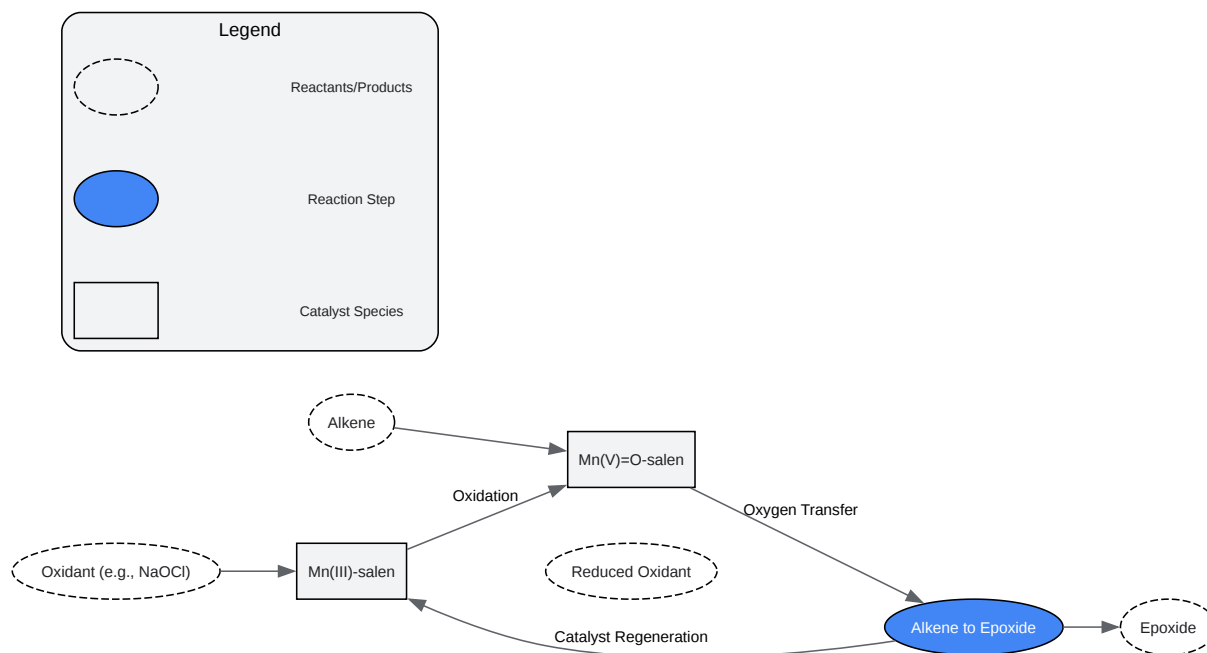 Legend
Reactants/Products
Reaction Step
Catalyst Species
Alkene
Mn(V)=O-salen
Oxidation
Oxygen Transfer
Oxidant (e.g., NaOCl)
Mn(III)-salen
Reduced Oxidant
Alkene to Epoxide
Epoxide
Catalyst Regeneration